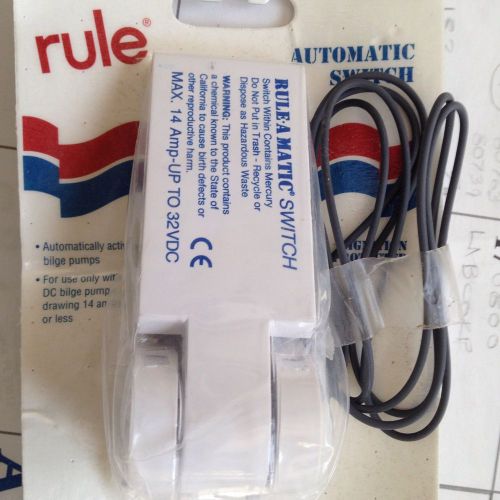 rule®
AUTOMATIC
SWITCH
RULE-A-MATIC® SWITCH
Switch Within Contains Mercury
Do Not Put in Trash - Recycle or
Dispose as Hazardous Waste
WARNING: This product contains
a chemical known to the State of
California to cause birth defects or
other reproductive harm.
MAX. 14 Amp-UP TO 32VDC
CE
• Automatically acti
bilge pumps
• For use only wi
DC bilge pump
drawing 14 am
or less